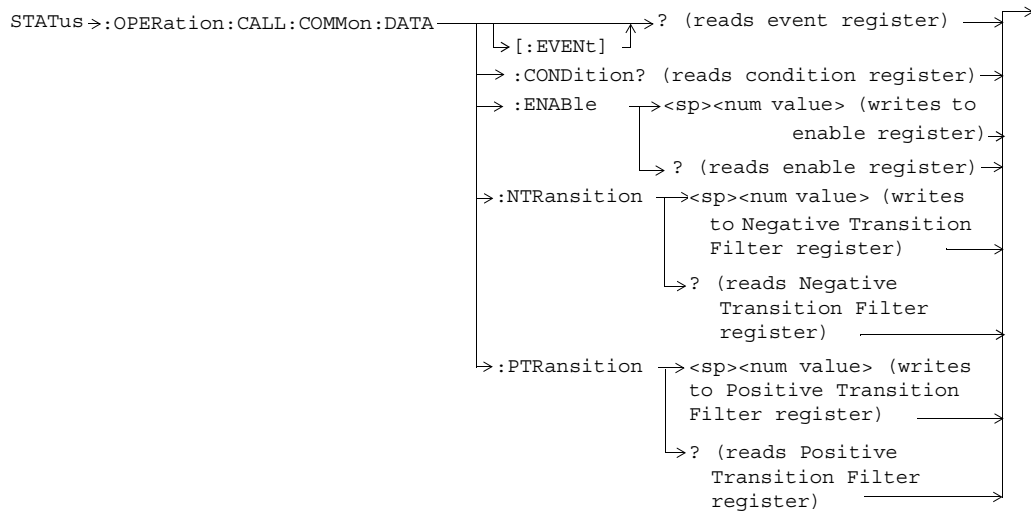 STATus :OPERation:CALL:COMMon:DATA ? (reads event register)
[:EVENt]
:CONDition? (reads condition register)
:ENABle <sp><num value> (writes to
enable register)
? (reads enable register)
:NTRansition <sp><num value> (writes
to Negative Transition
Filter register)
? (reads Negative
Transition Filter
register)
:PTRansition <sp><num value> (writes
to Positive Transition
Filter register)
? (reads Positive
Transition Filter
register)